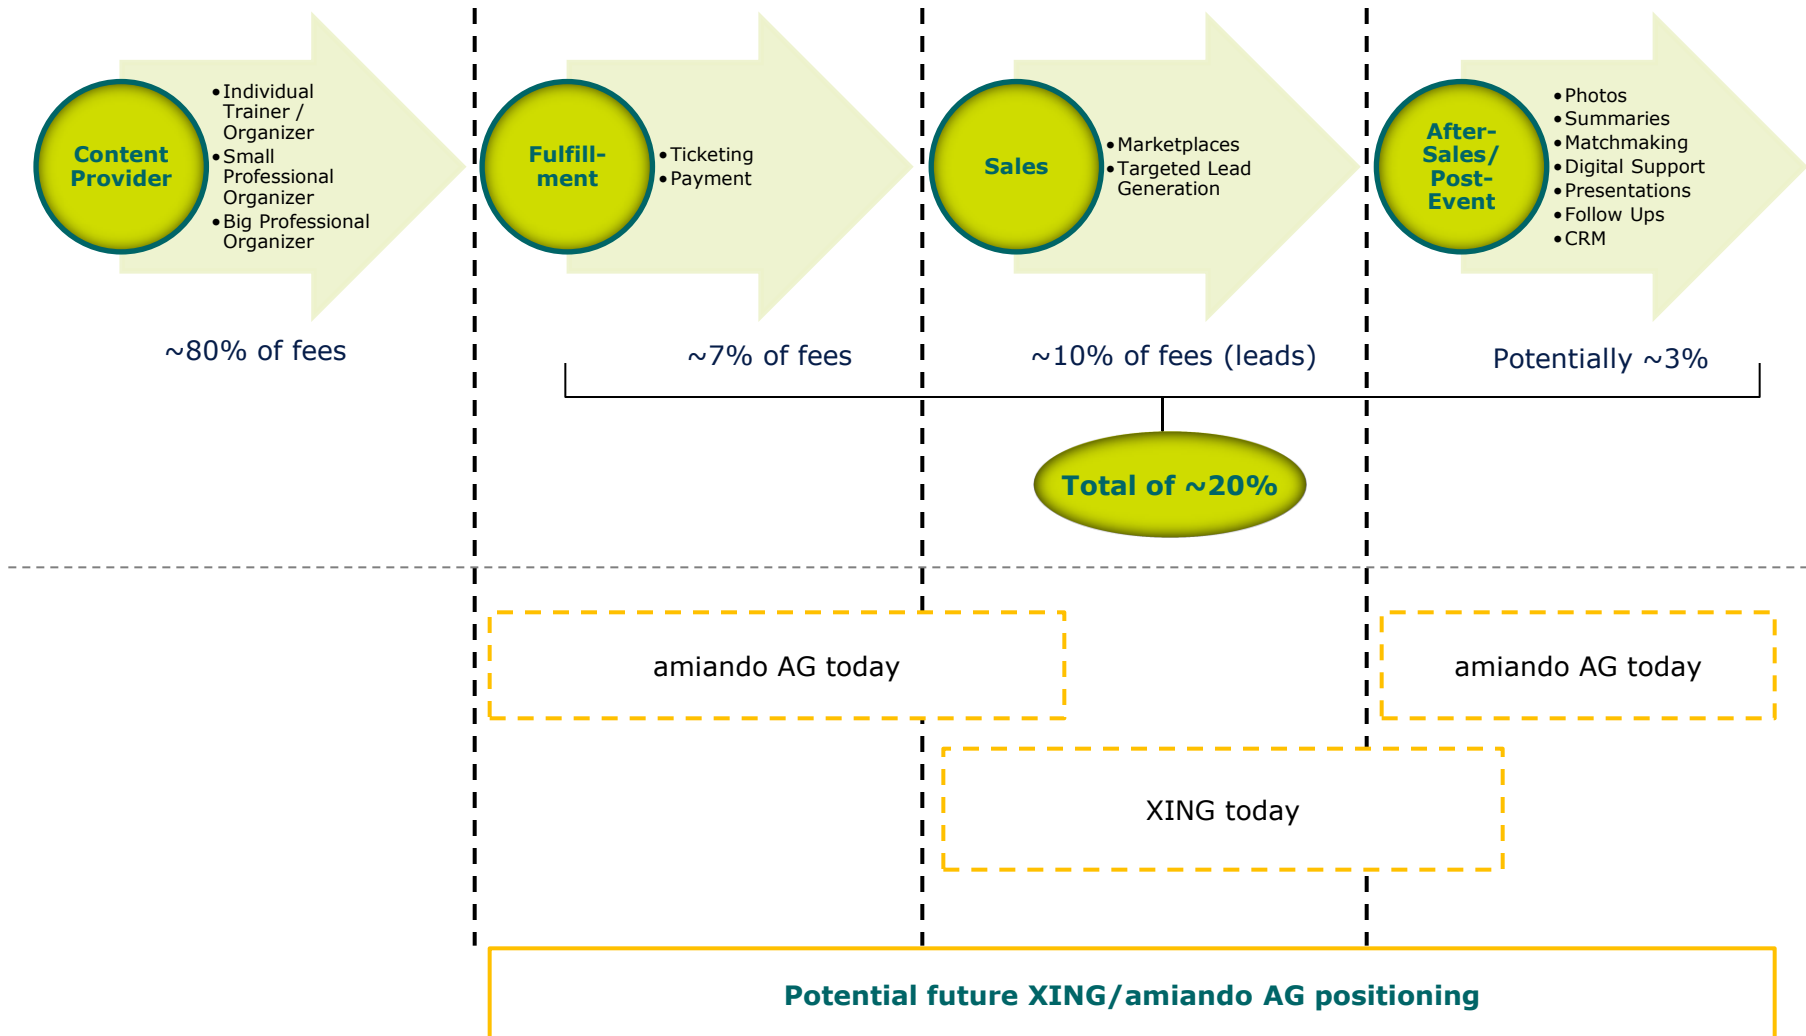 Content
Provider
• Individual
Trainer /
Organizer
• Small
Professional
Organizer
• Big Professional
Organizer
Fulfill-
ment
• Ticketing
• Payment
Sales
• Marketplaces
• Targeted Lead
Generation
After-
Sales/
Post-
Event
• Photos
• Summaries
• Matchmaking
• Digital Support
• Presentations
• Follow Ups
• CRM
~80% of fees
~7% of fees
~10% of fees (leads)
Potentially ~3%
Total of ~20%
amiando AG today
amiando AG today
XING today
Potential future XING/amiando AG positioning